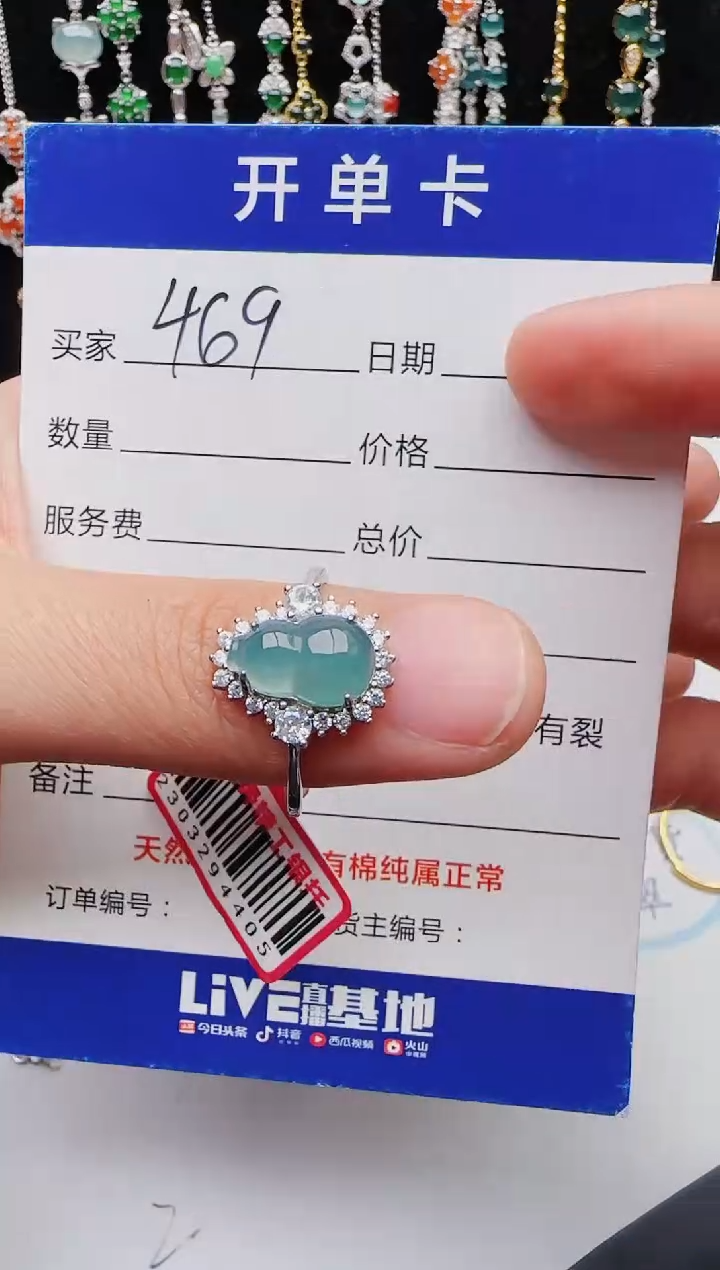 开单卡
买家 469 日期
数量 价格
服务费 总价
有裂
备注
天然 有棉纯属正常
订单编号： 货主编号：
2303294405
LiVE直播基地
今日头条 抖音 西瓜视频 火山